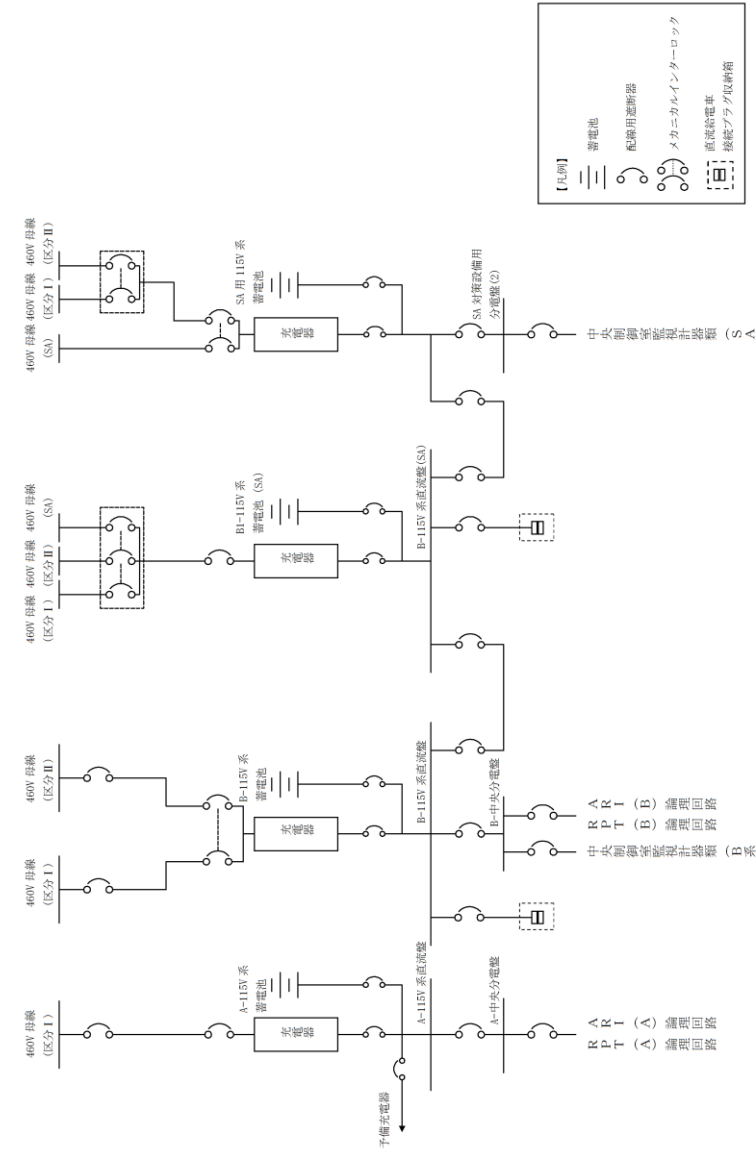 460V 母線
(区分Ⅰ)
A-115V 系
蓄電池
充電器
予備充電器
A-115V 系直流盤
A-中央分電盤
ARI(A)論理回路
RPT(A)論理回路
460V 母線
(区分Ⅰ)
460V 母線
(区分Ⅱ)
B-115V 系
蓄電池
充電器
B-115V 系直流盤
B-中央分電盤
ARI(B)論理回路
RPT(B)論理回路
中央制御室監視計器類(B系
460V 母線
(区分Ⅰ)
460V 母線
(区分Ⅱ)
460V 母線
(SA)
B1-115V 系
蓄電池 (SA)
充電器
B-115V 系直流盤(SA)
460V 母線
(SA)
460V 母線
(区分Ⅰ)
460V 母線
(区分Ⅱ)
SA 用 115V 系
蓄電池
充電器
SA 対策設備用
分電盤(2)
中央制御室監視計器類(SA
【凡例】
蓄電池
配線用遮断器
メカニカルインターロック
直流給電車
接続プラグ収納箱